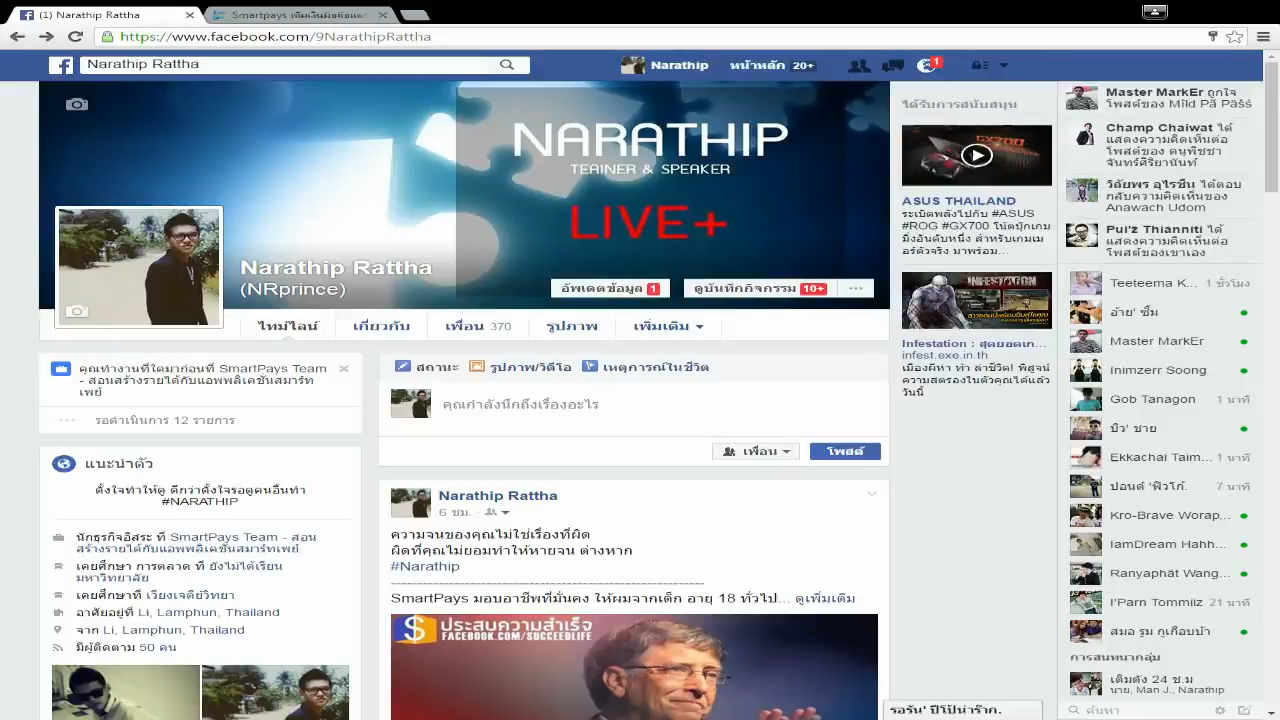 (1) Narathip Rattha
Smartpays เติมเงินมือถือและ
https://www.facebook.com/9NarathipRattha
Narathip Rattha
Narathip
หน้าหลัก 20+
1
NARATHIP
TEAINER & SPEAKER
LIVE+
Narathip Rattha
(NRprince)
อัพเดตข้อมูล 1
ดูบันทึกกิจกรรม 10+
ไทม์ไลน์
เกี่ยวกับ
เพื่อน 370
รูปภาพ
เพิ่มเติม
คุณทำงานที่ใดมาก่อนที่ SmartPays Team
- สอนสร้างรายได้กับแอพพลิเคชั่นสมาร์ท
เพย์
รอดำเนินการ 12 รายการ
แนะนำตัว
ตั้งใจทำให้ดู ดีกว่าตั้งใจรอดูคนอื่นทำ
#NARATHIP
นักธุรกิจอิสระ ที่ SmartPays Team - สอน
สร้างรายได้กับแอพพลิเคชั่นสมาร์ทเพย์
เคยศึกษา การตลาด ที่ ยังไม่ได้เรียน
มหาวิทยาลัย
เคยศึกษาที่ เวียงเจดีย์วิทยา
อาศัยอยู่ที่ Li, Lamphun, Thailand
จาก Li, Lamphun, Thailand
มีผู้ติดตาม 50 คน
สถานะ
รูปภาพ/วิดีโอ
เหตุการณ์ในชีวิต
คุณกำลังนึกถึงเรื่องอะไร
เพื่อน
โพสต์
Narathip Rattha
6 ชม.
ความจนของคุณไม่ใช่เรื่องที่ผิด
ผิดที่คุณไม่ยอมทำให้หายจน ต่างหาก
#Narathip
SmartPays มอบอาชีพที่มั่นคง ให้ผมจากเด็ก อายุ 18 ทั่วไป... ดูเพิ่มเติม
ประสบความสำเร็จ
FACEBOOK.COM/SUCCEEDLIFE
ได้รับการสนับสนุน
GX700
ASUS THAILAND
ระเบิดพลังไปกับ #ASUS
#ROG #GX700 โน้ตบุ๊กเกม
มิ่งอันดับหนึ่ง สำหรับเกมเม
อร์ตัวจริง มาพร้อม...
INFESTATION
Infestation : สุดยอดเก...
infest.exe.in.th
เมืองผีห่า ท้า ล่าชีวิต! พิสูจน์
ความสตรองในตัวคุณได้แล้ว
วันนี้
Master MarkEr ถูกใจ
โพสต์ของ Mïld Pä Päšš
Champ Chaiwat ได้
แสดงความคิดเห็นต่อ
โพสต์ของ ดนุพิชชา
จันทร์ศิริยานันท์
วิลัยพร อุไรชื่น ได้ตอบ
กลับความคิดเห็นของ
Anawach Udom
Pui'z Thianniti ได้
แสดงความคิดเห็นต่อ
โพสต์ของเขาเอง
Teeteema K... 1 ชั่วโมง
อ้าย' ซั้ม
Master MarkEr
Inimzerr Soong
Gob Tanagon 1 นาที
บิว' ชาย
Ekkachai Taim... 1 นาที
ปอนด์ 'ฟิวโก้. 7 นาที
Kro-Brave Worap...
IamDream Hahh...
Ranyaphät Wang...
I'Parn Tommiiz 21 นาที
สมอ รูม กูเกือบบ้า
การสนทนากลุ่ม
เติมตัง 24 ช.ม
นาย, Man J., Narathip
ค้นหา